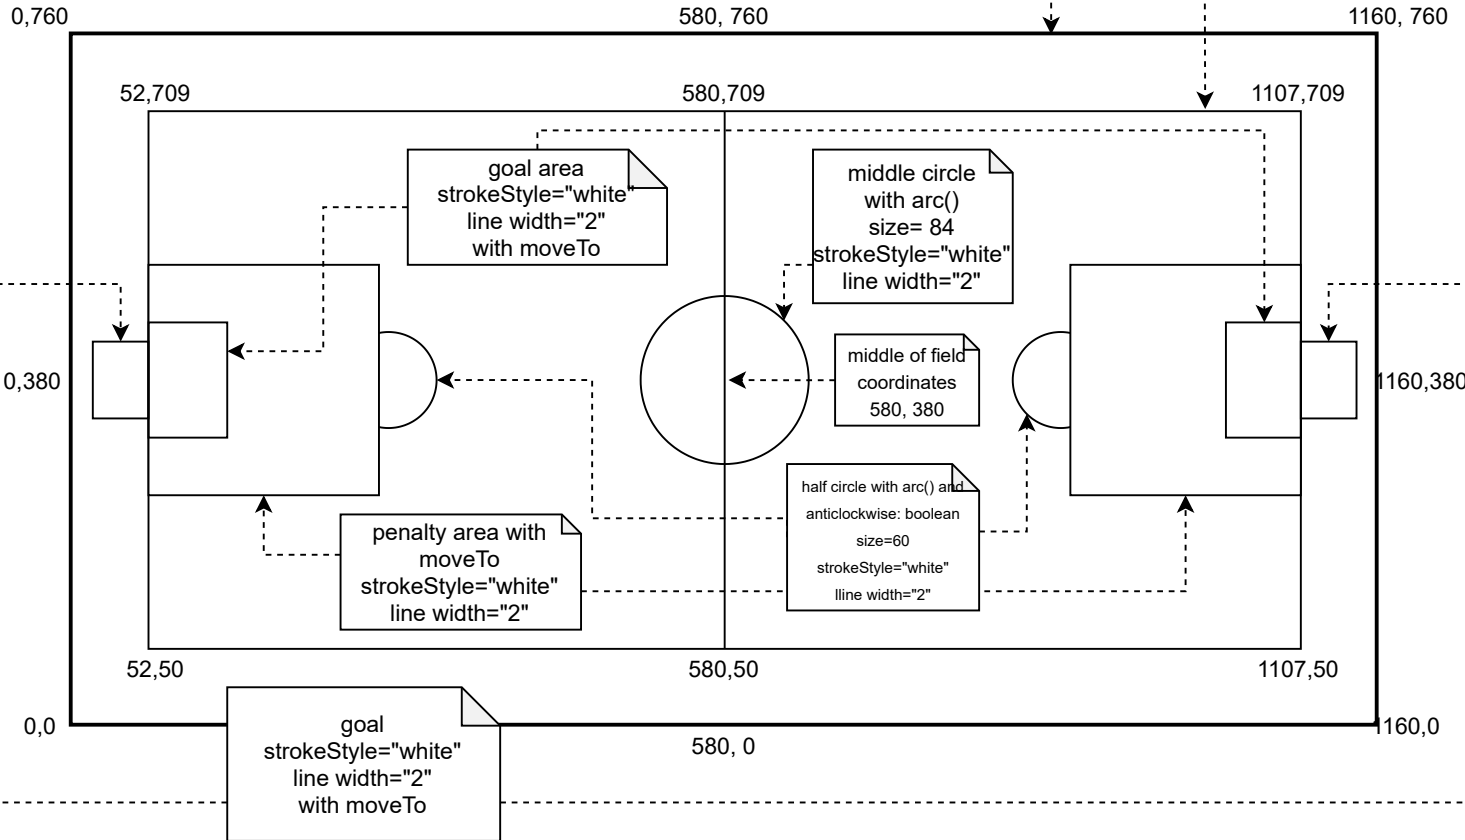 0,760
580, 760
1160, 760
52,709
580,709
1107,709
goal area
strokeStyle="white"
line width="2"
with moveTo
middle circle
with arc()
size= 84
strokeStyle="white"
line width="2"
0,380
middle of field
coordinates
580, 380
1160,380
half circle with arc() and
anticlockwise: boolean
size=60
strokeStyle="white"
lline width="2"
penalty area with
moveTo
strokeStyle="white"
line width="2"
52,50
580,50
1107,50
0,0
goal
strokeStyle="white"
line width="2"
with moveTo
580, 0
1160,0